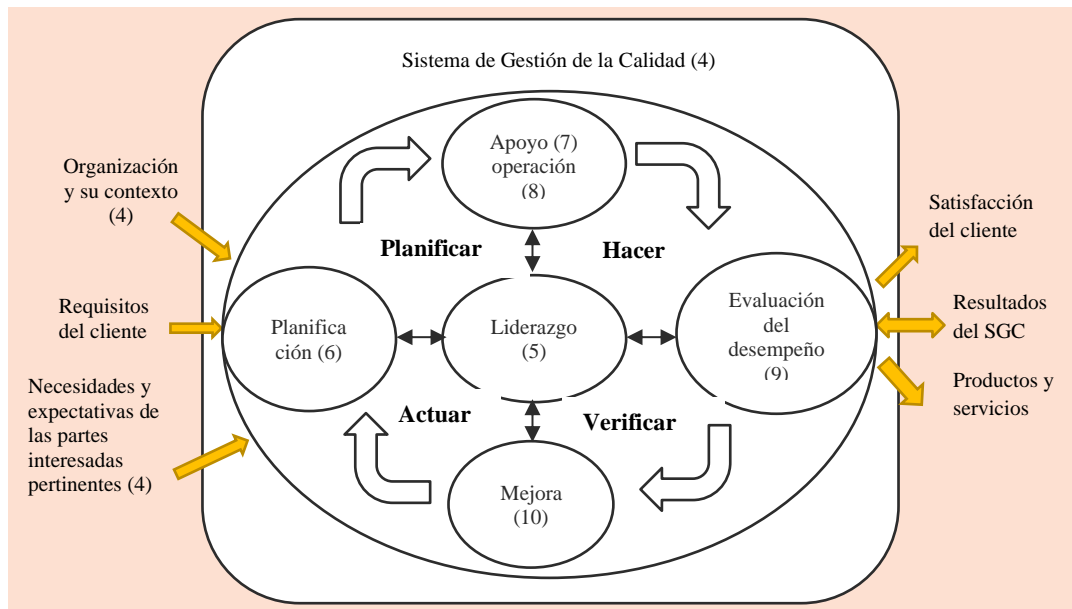 Sistema de Gestión de la Calidad (4)
Organización
y su contexto
(4)
Requisitos
del cliente
Necesidades y
expectativas de
las partes
interesadas
pertinentes (4)
Apoyo (7)
operación
(8)
Planificar
Hacer
Planifica
ción (6)
Liderazgo
(5)
Evaluación
del
desempeño
(9)
Actuar
Verificar
Mejora
(10)
Satisfacción
del cliente
Resultados
del SGC
Productos y
servicios